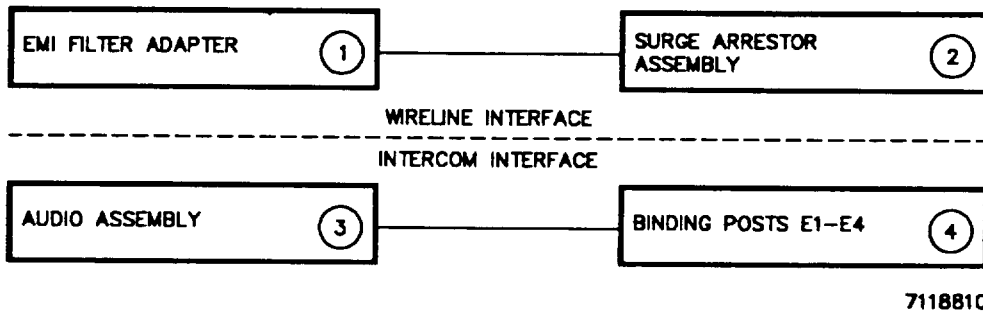 EMI FILTER ADAPTER
1
SURGE ARRESTOR
ASSEMBLY
2
WIRELINE INTERFACE
INTERCOM INTERFACE
AUDIO ASSEMBLY
3
BINDING POSTS E1-E4
4
7118810